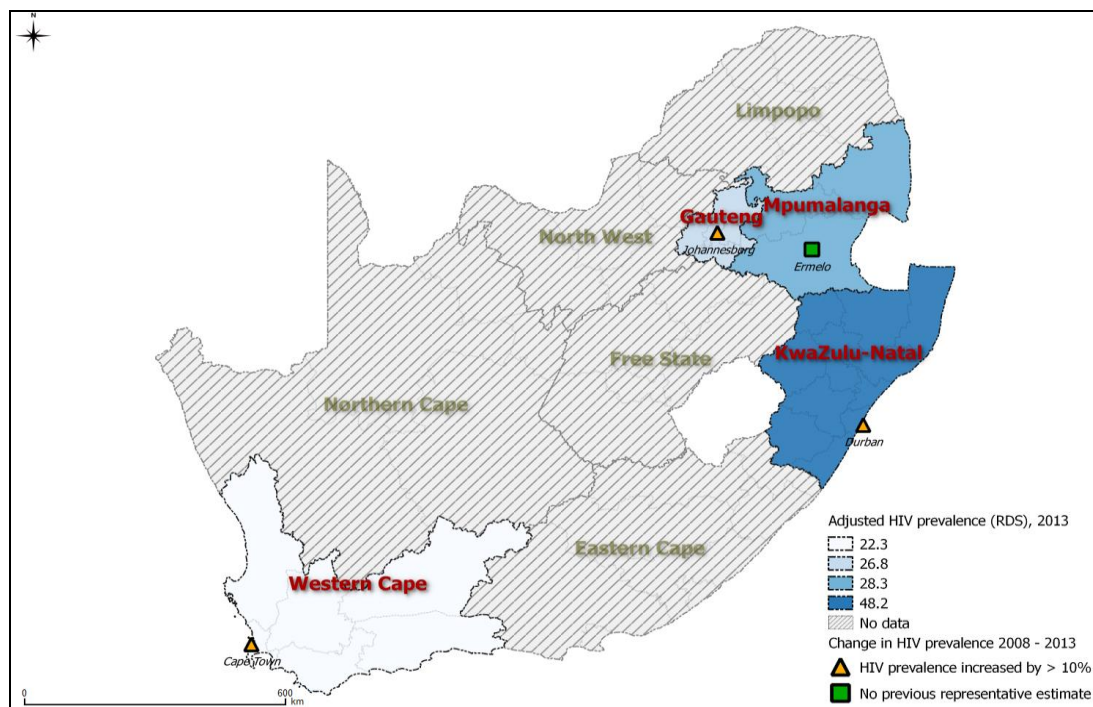 N
Limpopo
Mpumalanga
Gauteng
North West
Johannesburg
Ermelo
KwaZulu-Natal
Free State
Northern Cape
Durban
Eastern Cape
Western Cape
Cape Town
Adjusted HIV prevalence (RDS), 2013
22.3
26.8
28.3
48.2
No data
Change in HIV prevalence 2008 - 2013
HIV prevalence increased by > 10%
No previous representative estimate
0 600
km